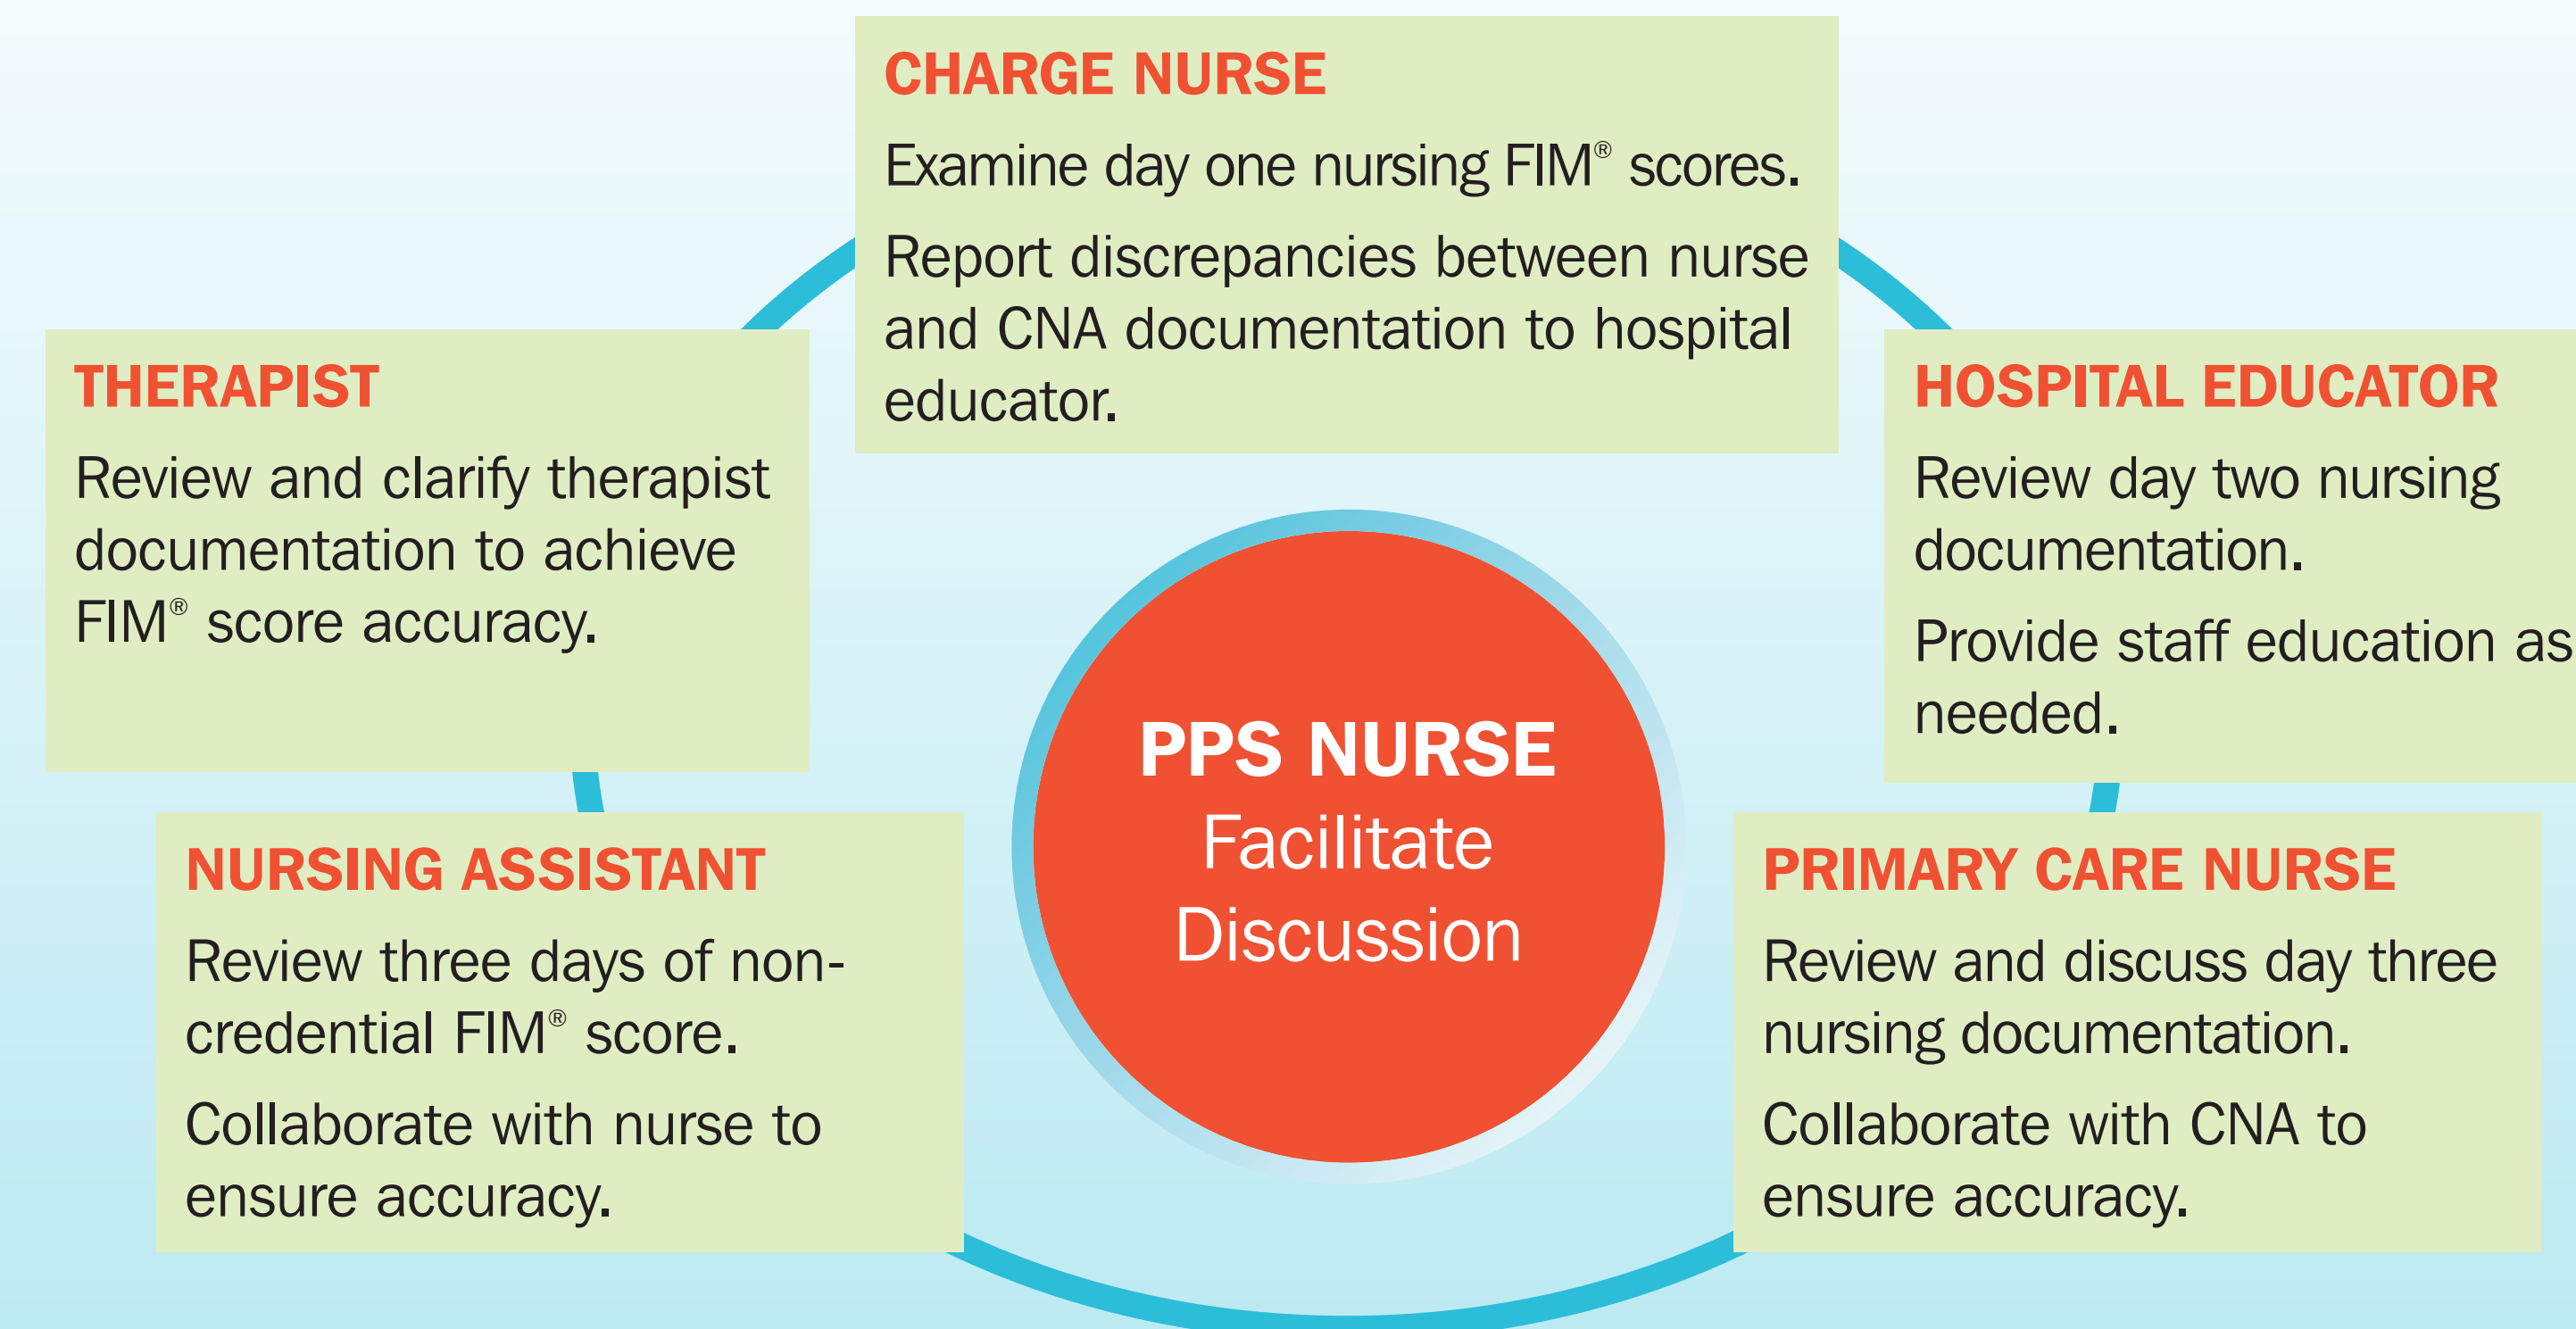 CHARGE NURSE
Examine day one nursing FIM® scores.
Report discrepancies between nurse
and CNA documentation to hospital
educator.
THERAPIST
Review and clarify therapist
documentation to achieve
FIM® score accuracy.
HOSPITAL EDUCATOR
Review day two nursing
documentation.
Provide staff education as
needed.
PPS NURSE
Facilitate
Discussion
NURSING ASSISTANT
Review three days of non-
credential FIM® score.
Collaborate with nurse to
ensure accuracy.
PRIMARY CARE NURSE
Review and discuss day three
nursing documentation.
Collaborate with CNA to
ensure accuracy.